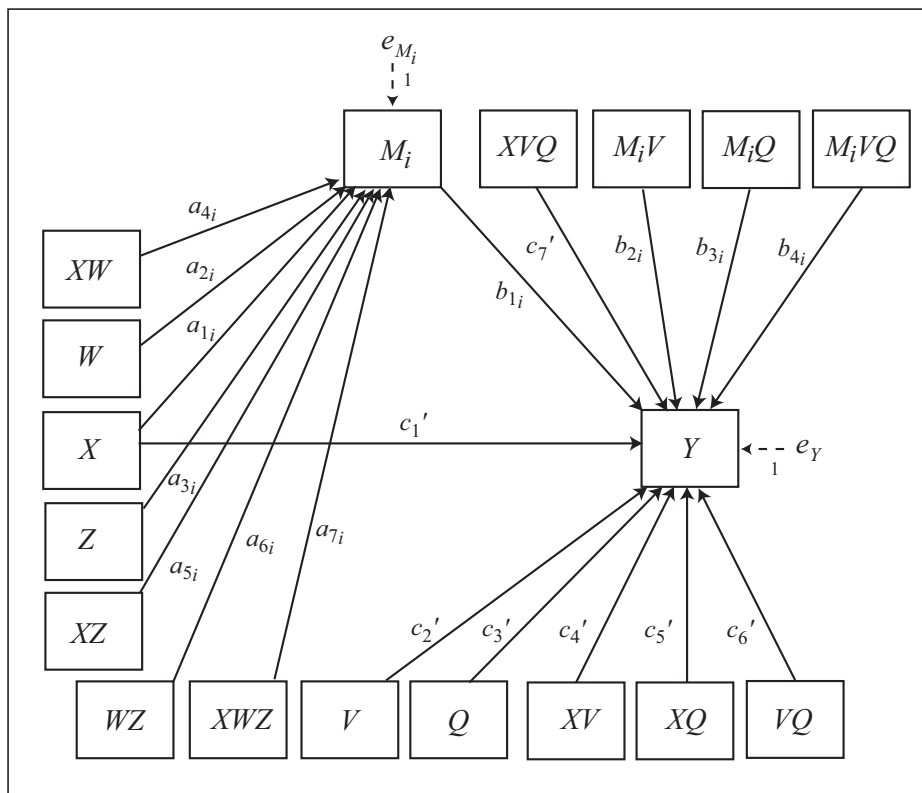 e_{M_i}
1
M_i
XVQ
M_iV
M_iQ
M_iVQ
a_{4i}
XW
a_{2i}
c_7′
b_{2i}
b_{3i}
b_{4i}
b_{1i}
W
a_{1i}
X
c_1′
Y
1
e_Y
Z
a_{3i}
a_{5i}
a_{6i}
a_{7i}
XZ
c_2′
c_3′
c_4′
c_5′
c_6′
WZ
XWZ
V
Q
XV
XQ
VQ